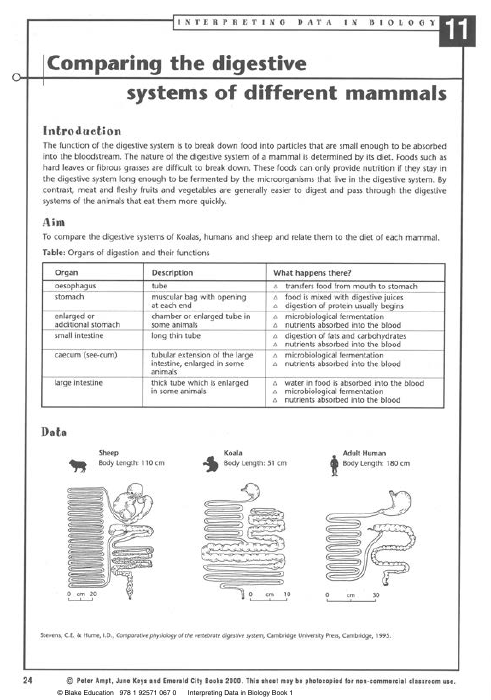 INTERPRETING DATA IN BIOLOGY
11
Comparing the digestive
systems of different mammals
Introduction
The function of the digestive system is to break down food into particles that are small enough to be absorbed
into the bloodstream. The nature of the digestive system of a mammal is determined by its diet. Foods such as
hard leaves or fibrous grasses are difficult to break down. These foods can only provide nutrition if they stay in
the digestive system long enough to be fermented by the microorganisms that live in the digestive system. By
contrast, meat and fleshy fruits and vegetables are generally easier to digest and pass through the digestive
systems of the animals that eat them more quickly.
Aim
To compare the digestive systems of Koalas, humans and sheep and relate them to the diet of each mammal.
Table: Organs of digestion and their functions
Organ Description What happens there?
oesophagus tube △ transfers food from mouth to stomach
stomach muscular bag with opening △ food is mixed with digestive juices
at each end △ digestion of protein usually begins
enlarged or chamber or enlarged tube in △ microbiological fermentation
additional stomach some animals △ nutrients absorbed into the blood
small intestine long thin tube △ digestion of fats and carbohydrates
△ nutrients absorbed into the blood
caecum (see-cum) tubular extension of the large △ microbiological fermentation
intestine, enlarged in some △ nutrients absorbed into the blood
animals
large intestine thick tube which is enlarged △ water in food is absorbed into the blood
in some animals △ microbiological fermentation
△ nutrients absorbed into the blood
Data
Sheep Koala Adult Human
Body Length: 110 cm Body Length: 51 cm Body Length: 180 cm
0 cm 20 0 cm 10 0 cm 30
Stevens, C.E. & Hume, I.D., Comparative physiology of the vertebrate digestive system, Cambridge University Press, Cambridge, 1995.
24 © Peter Ampt, June Keys and Emerald City Books 2000. This sheet may be photocopied for non-commercial classroom use.
© Blake Education 978 1 92571 067 0 Interpreting Data in Biology Book 1